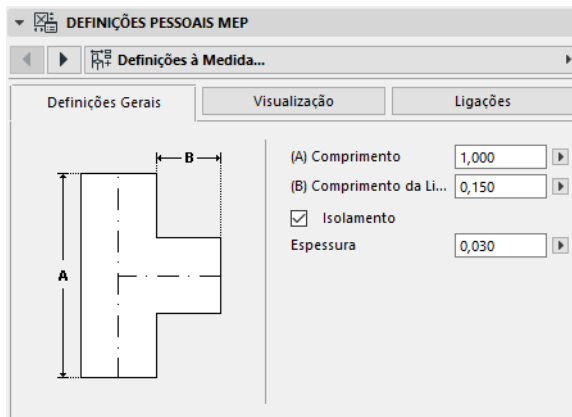 DEFINIÇÕES PESSOAIS MEP
Definições à Medida...
Definições Gerais
Visualização
Ligações
B
A
(A) Comprimento
1,000
(B) Comprimento da Li...
0,150
Isolamento
Espessura
0,030